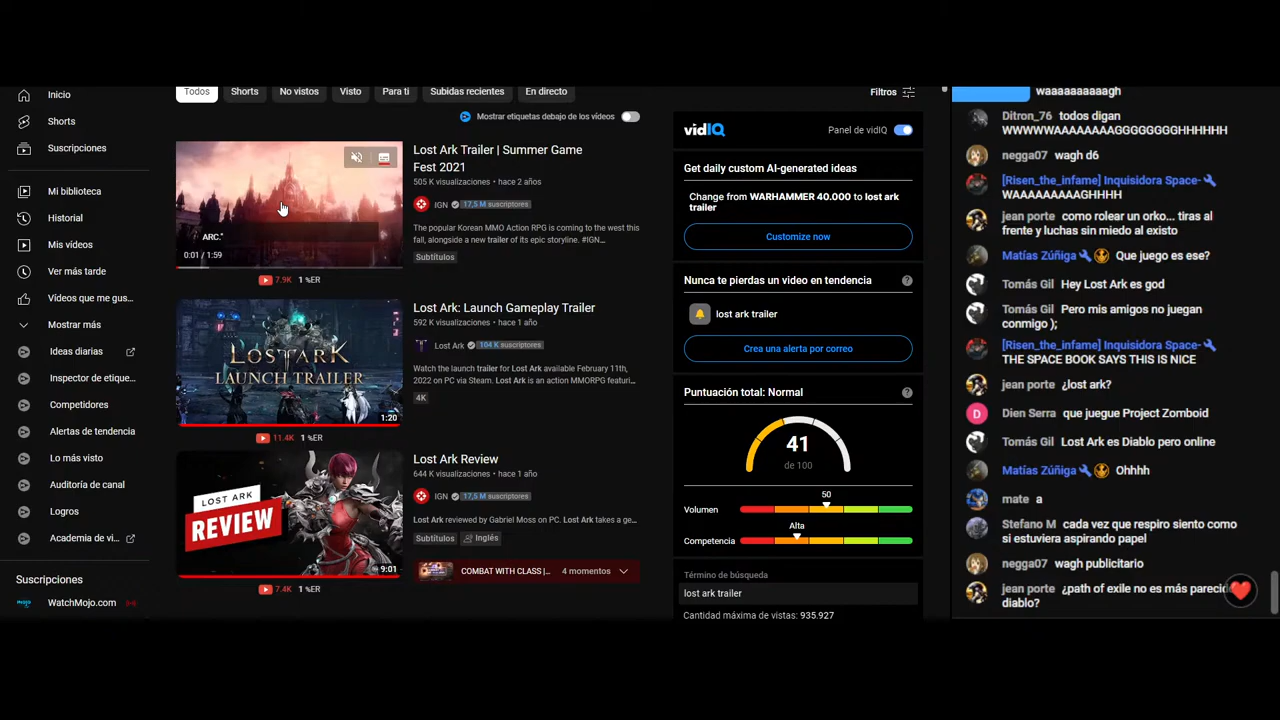 Inicio
Shorts
Suscripciones
Mi biblioteca
Historial
Mis vídeos
Ver más tarde
Vídeos que me gus...
Mostrar más
Ideas diarias
Inspector de etique...
Competidores
Alertas de tendencia
Lo más visto
Auditoría de canal
Logros
Academia de vi...
Suscripciones
WatchMojo.com
Todos
Shorts
No vistos
Visto
Para ti
Subidas recientes
En directo
Filtros
Mostrar etiquetas debajo de los vídeos
ARC."
0:01 / 1:59
7.9K 1 %ER
Lost Ark Trailer | Summer Game
Fest 2021
505 K visualizaciones • hace 2 años
IGN 17,5 M suscriptores
The popular Korean MMO Action RPG is coming to the west this
fall, alongside a new trailer of its epic storyline. #IGN...
Subtítulos
LOST ARK
LAUNCH TRAILER
1:20
11.4K 1 %ER
Lost Ark: Launch Gameplay Trailer
592 K visualizaciones • hace 1 año
Lost Ark 104 K suscriptores
Watch the launch trailer for Lost Ark available February 11th,
2022 on PC via Steam. Lost Ark is an action MMORPG featuri...
4K
LOST ARK
REVIEW
9:01
7.4K 1 %ER
Lost Ark Review
644 K visualizaciones • hace 1 año
IGN 17,5 M suscriptores
Lost Ark reviewed by Gabriel Moss on PC. Lost Ark takes a ge...
Subtítulos Inglés
COMBAT WITH CLASS |... 4 momentos
vidIQ
Panel de vidIQ
Get daily custom AI-generated ideas
Change from WARHAMMER 40.000 to lost ark
trailer
Customize now
Nunca te pierdas un video en tendencia
lost ark trailer
Crea una alerta por correo
Puntuación total: Normal
41
de 100
50
Volumen
Alta
Competencia
Término de búsqueda
lost ark trailer
Cantidad máxima de vistas: 935.927
waaaaaaaaagh
Ditron_76 todos digan
WWWWWAAAAAAAGGGGGGGGHHHHHH
negga07 wagh d6
[Risen_the_infame] Inquisidora Space-
WAAAAAAAAGHHHH
jean porte como rolear un orko... tiras al
frente y luchas sin miedo al existo
Matías Zúñiga Que juego es ese?
Tomás Gil Hey Lost Ark es god
Tomás Gil Pero mis amigos no juegan
conmigo );
[Risen_the_infame] Inquisidora Space-
THE SPACE BOOK SAYS THIS IS NICE
jean porte ¿lost ark?
D
Dien Serra que juegue Project Zomboid
Tomás Gil Lost Ark es Diablo pero online
Matías Zúñiga Ohhhh
mate a
Stefano M cada vez que respiro siento como
si estuviera aspirando papel
negga07 wagh publicitario
jean porte ¿path of exile no es más pareci
diablo?